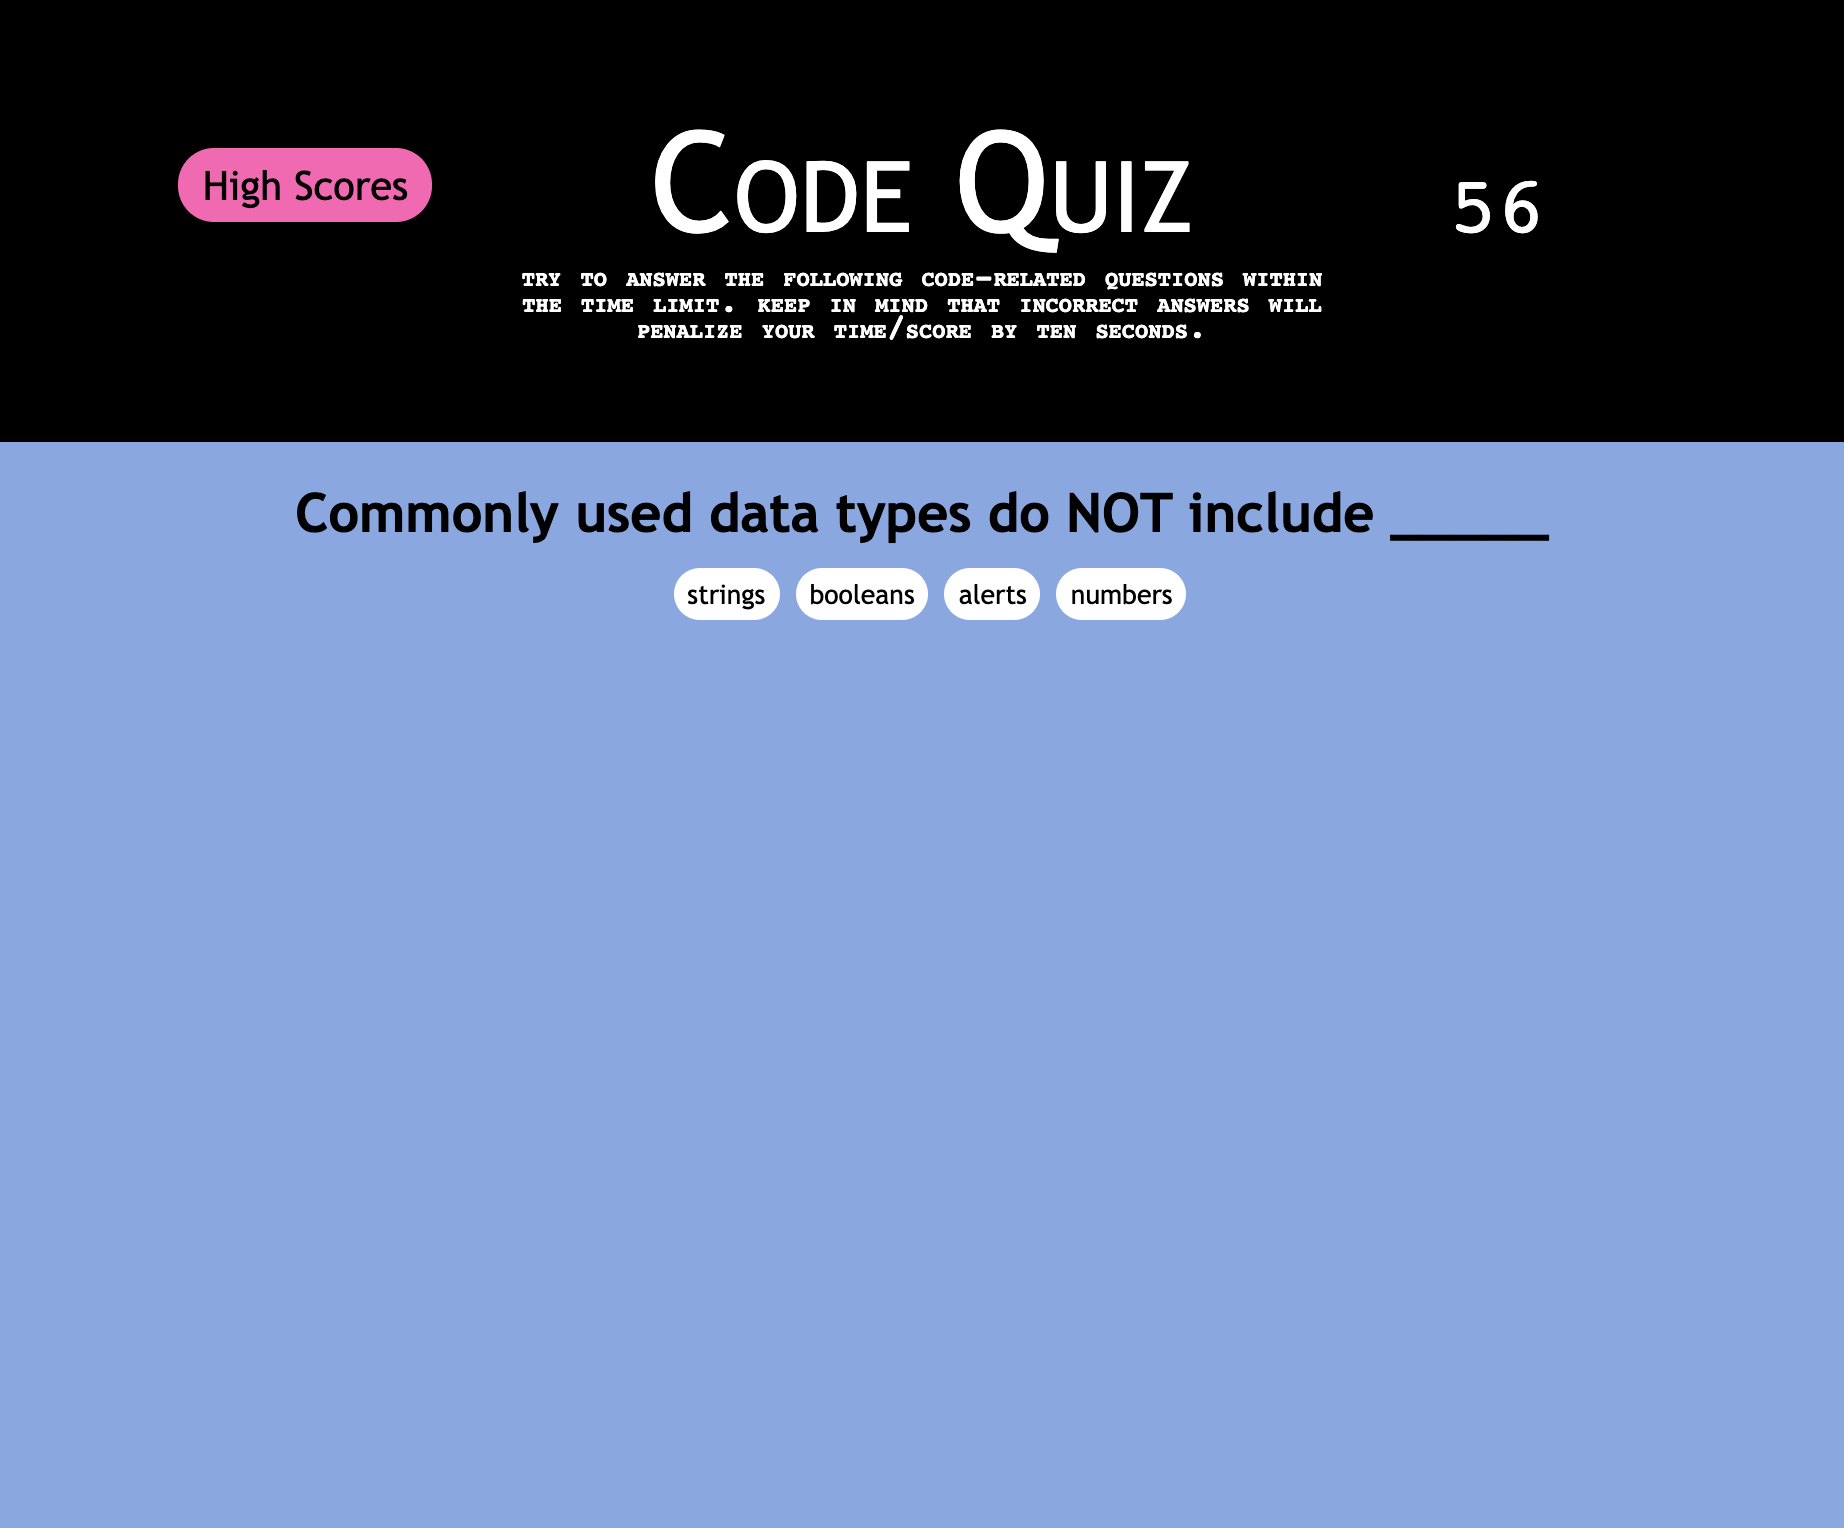 High Scores
Code Quiz
56
try to answer the following code-related questions within
the time limit. keep in mind that incorrect answers will
penalize your time/score by ten seconds.
Commonly used data types do NOT include ______
strings booleans alerts numbers